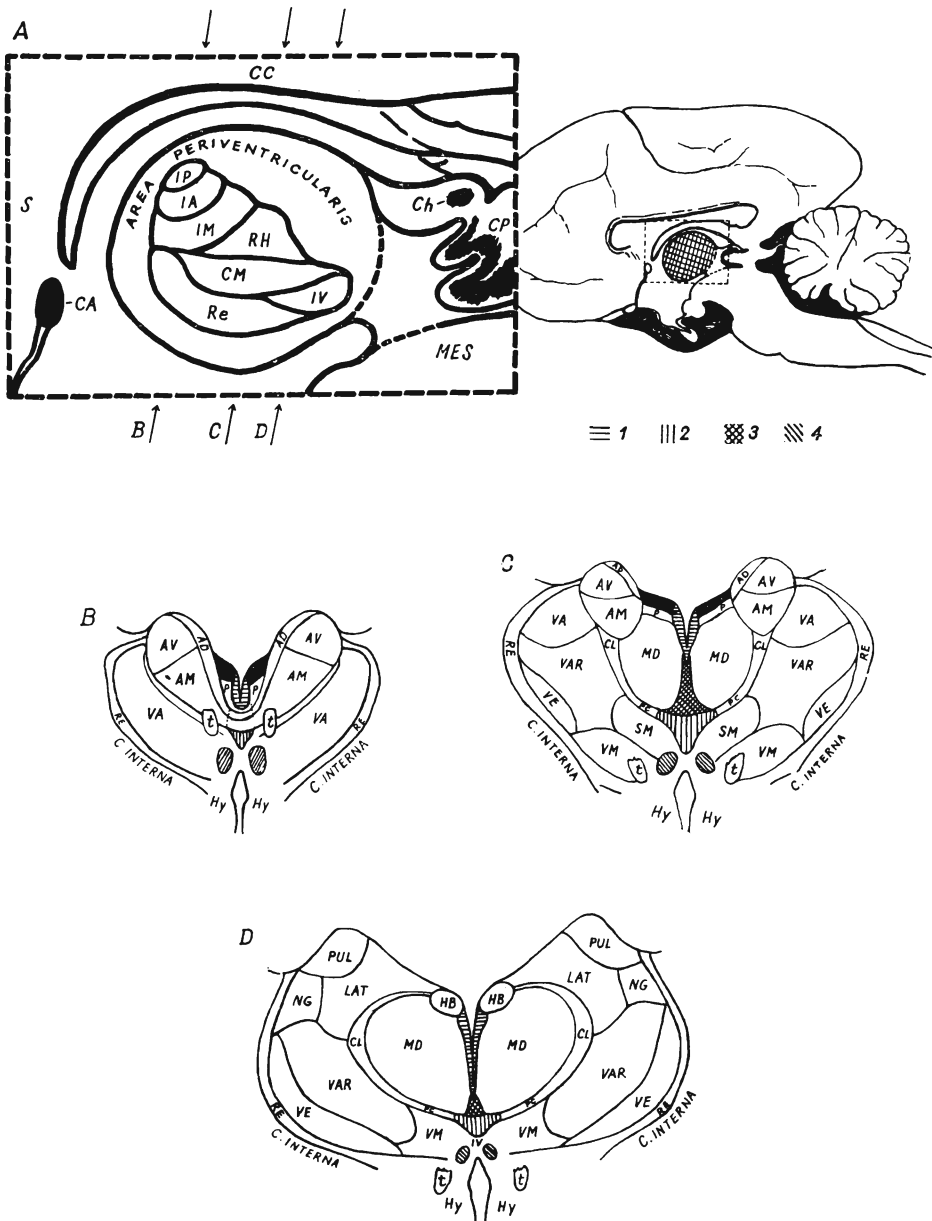 A
CC
AREA PERIVENTRICULARIS
S
IP
IA
IM
RH
CM
IV
Re
CA
Ch
CP
MES
B C D
1 2 3 4
B
AV AD AD AV
AM P P AM
VA t t VA
RE RE
C. INTERNA C. INTERNA
Hy Hy
C
AD AD
AV AV
AM P P AM
VA CL MD MD CL VA
RE VAR VAR RE
VE PC PC VE
SM SM
VM t t VM
C. INTERNA C. INTERNA
Hy Hy
D
PUL PUL
NG LAT HB HB LAT NG
CL MD MD CL
VAR VAR
RE VE PC PC VE RE
VM IV VM
C. INTERNA C. INTERNA
t t
Hy Hy